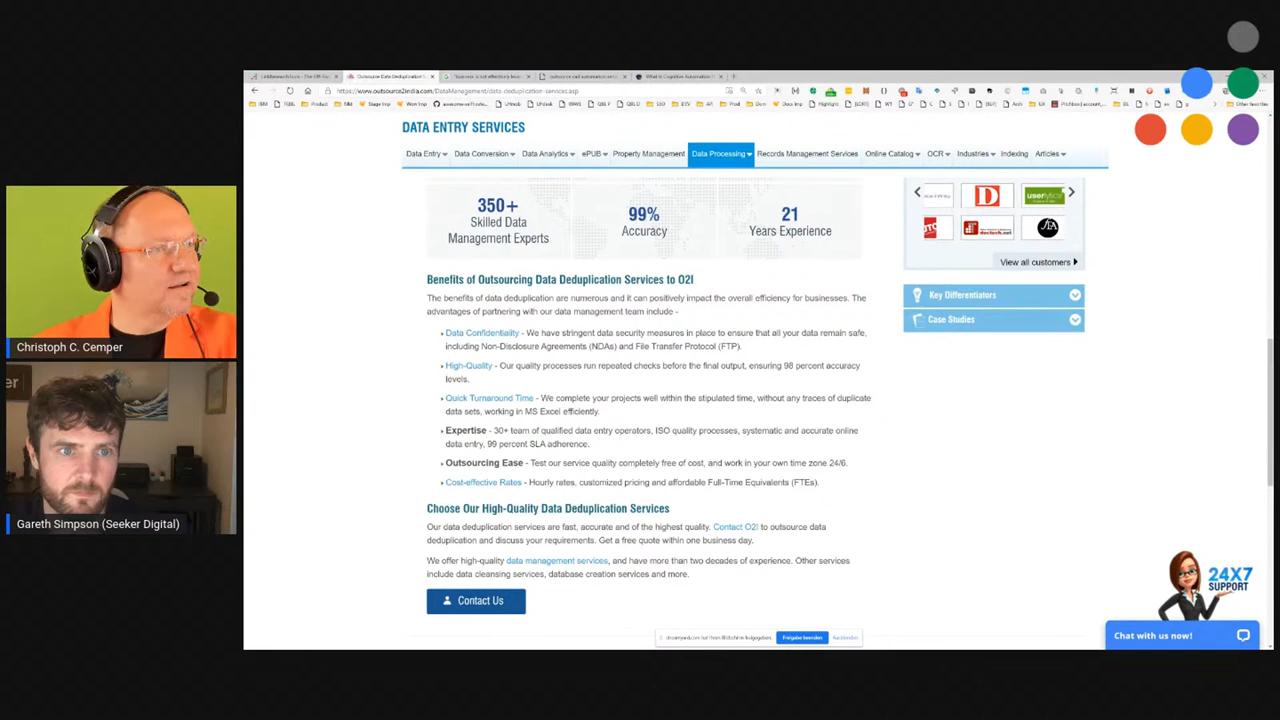 https://www.outsource2india.com/DataManagement/data-deduplication-services.asp
DATA ENTRY SERVICES
Data Entry Data Conversion Data Analytics ePUB Property Management Data Processing Records Management Services Online Catalog OCR Industries Indexing Articles
350+
Skilled Data
Management Experts
99%
Accuracy
21
Years Experience
D
userlytics
View all customers
Key Differentiators
Case Studies
Benefits of Outsourcing Data Deduplication Services to O2I
The benefits of data deduplication are numerous and it can positively impact the overall efficiency for businesses. The
advantages of partnering with our data management team include -
Data Confidentiality - We have stringent data security measures in place to ensure that all your data remain safe,
including Non-Disclosure Agreements (NDAs) and File Transfer Protocol (FTP).
High-Quality - Our quality processes run repeated checks before the final output, ensuring 98 percent accuracy
levels.
Quick Turnaround Time - We complete your projects well within the stipulated time, without any traces of duplicate
data sets, working in MS Excel efficiently.
Expertise - 30+ team of qualified data entry operators, ISO quality processes, systematic and accurate online
data entry, 99 percent SLA adherence.
Outsourcing Ease - Test our service quality completely free of cost, and work in your own time zone 24/6.
Cost-effective Rates - Hourly rates, customized pricing and affordable Full-Time Equivalents (FTEs).
Choose Our High-Quality Data Deduplication Services
Our data deduplication services are fast, accurate and of the highest quality. Contact O2I to outsource data
deduplication and discuss your requirements. Get a free quote within one business day.
We offer high-quality data management services, and have more than two decades of experience. Other services
include data cleansing services, database creation services and more.
Contact Us
24X7
SUPPORT
Chat with us now!
Freigabe beenden
Ausblenden
Christoph C. Cemper
er
Gareth Simpson (Seeker Digital)